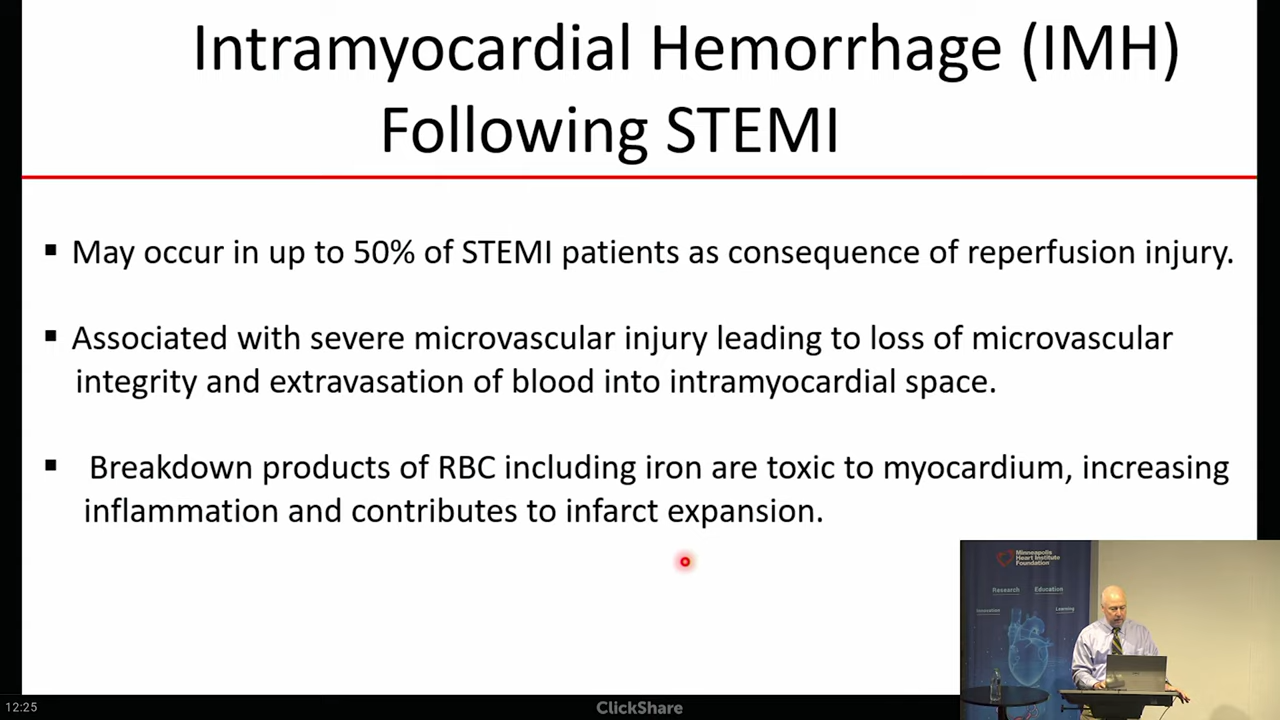 Intramyocardial Hemorrhage (IMH)
Following STEMI
▪ May occur in up to 50% of STEMI patients as consequence of reperfusion injury.
▪ Associated with severe microvascular injury leading to loss of microvascular
integrity and extravasation of blood into intramyocardial space.
▪ Breakdown products of RBC including iron are toxic to myocardium, increasing
inflammation and contributes to infarct expansion.
Minneapolis
Heart Institute
Foundation
Research Education
Innovation Learning
12:25
ClickShare